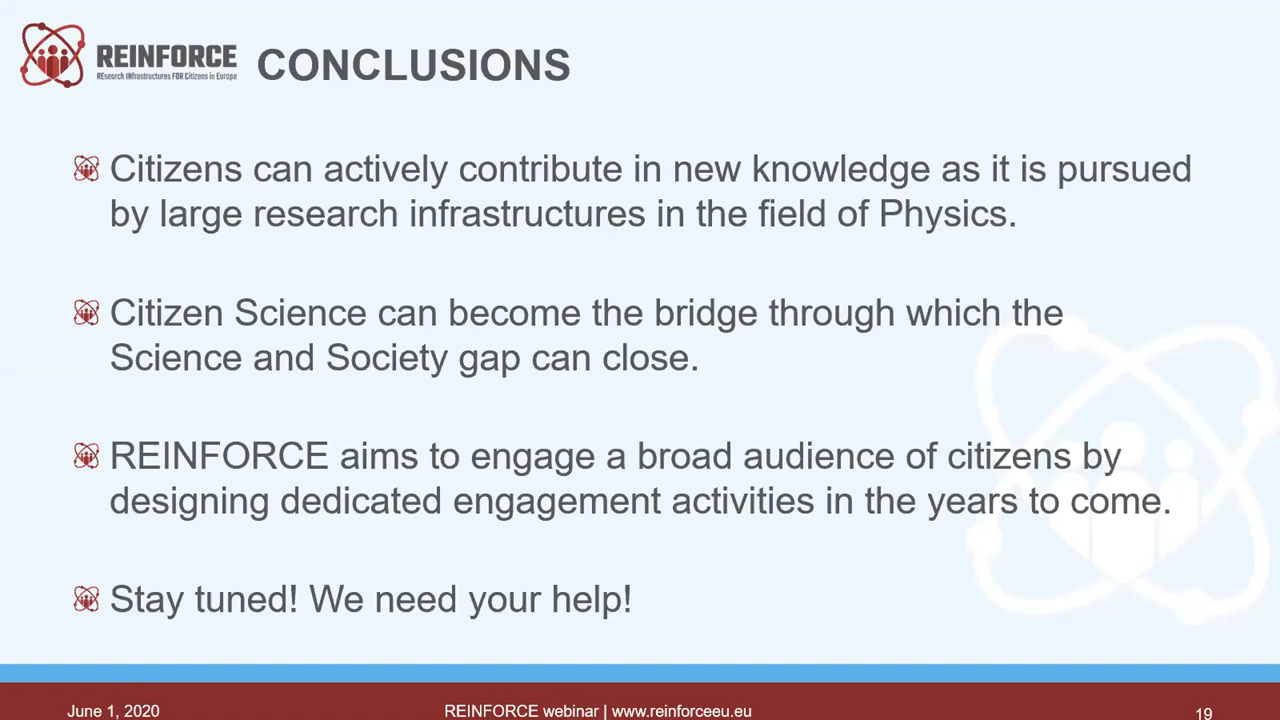 REINFORCE
REsearch INfrastructures FOR Citizens in Europe
CONCLUSIONS
Citizens can actively contribute in new knowledge as it is pursued
by large research infrastructures in the field of Physics.
Citizen Science can become the bridge through which the
Science and Society gap can close.
REINFORCE aims to engage a broad audience of citizens by
designing dedicated engagement activities in the years to come.
Stay tuned! We need your help!
June 1, 2020
REINFORCE webinar | www.reinforceeu.eu
19